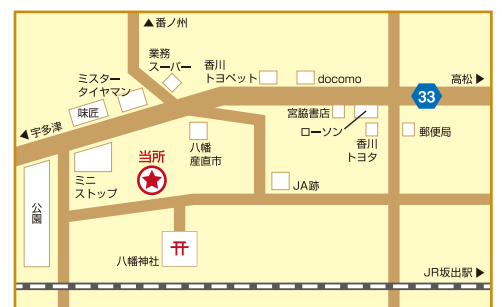 ▲番ノ州
業務
スーパー
香川
トヨペット
docomo
高松▶
ミスター
タイヤマン
味匠
33
宮脇書店
ローソン
◀宇多津
八幡
産直市
香川
トヨタ
郵便局
当所
ミニ
ストップ
JA跡
公園
八幡神社
JR坂出駅▶